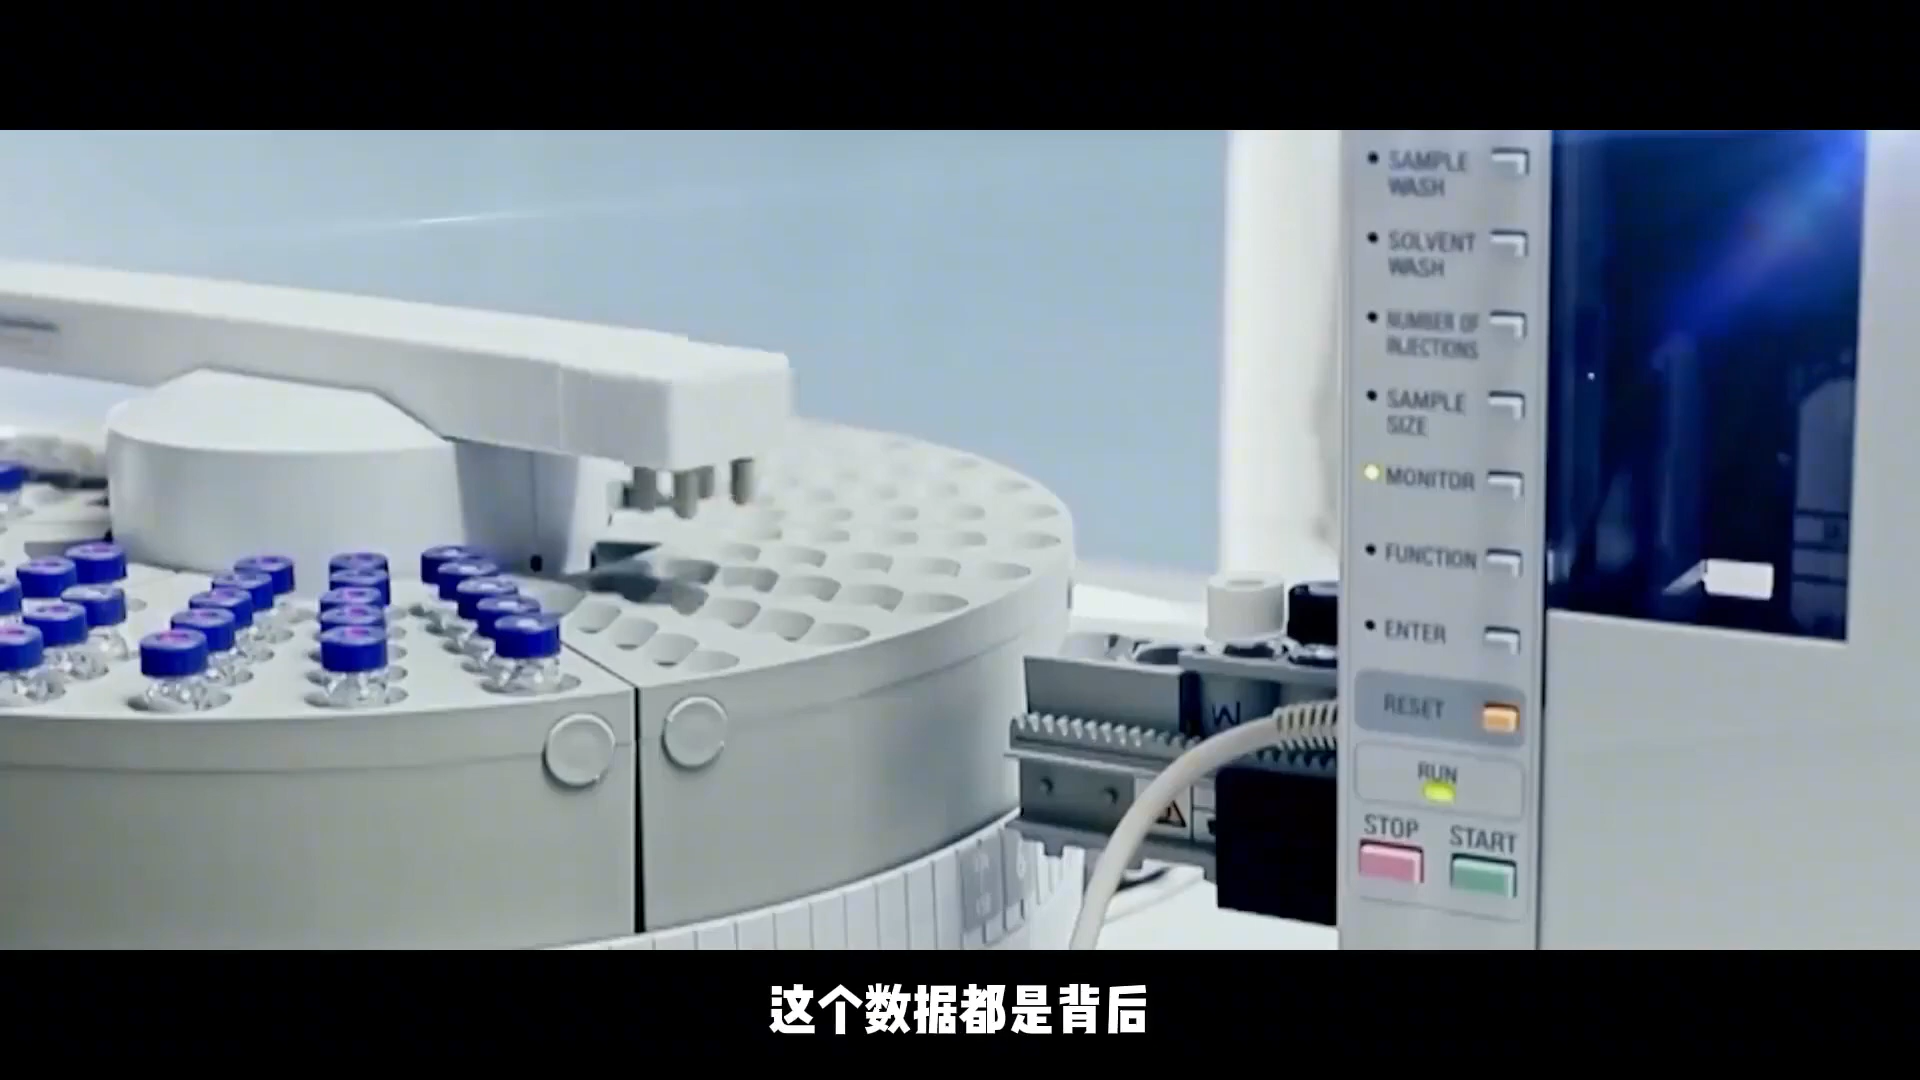 SAMPLE
WASH
SOLVENT
WASH
NUMBER OF
INJECTIONS
SAMPLE
SIZE
MONITOR
FUNCTION
ENTER
RESET
RUN
STOP
START
W
这个数据都是背后